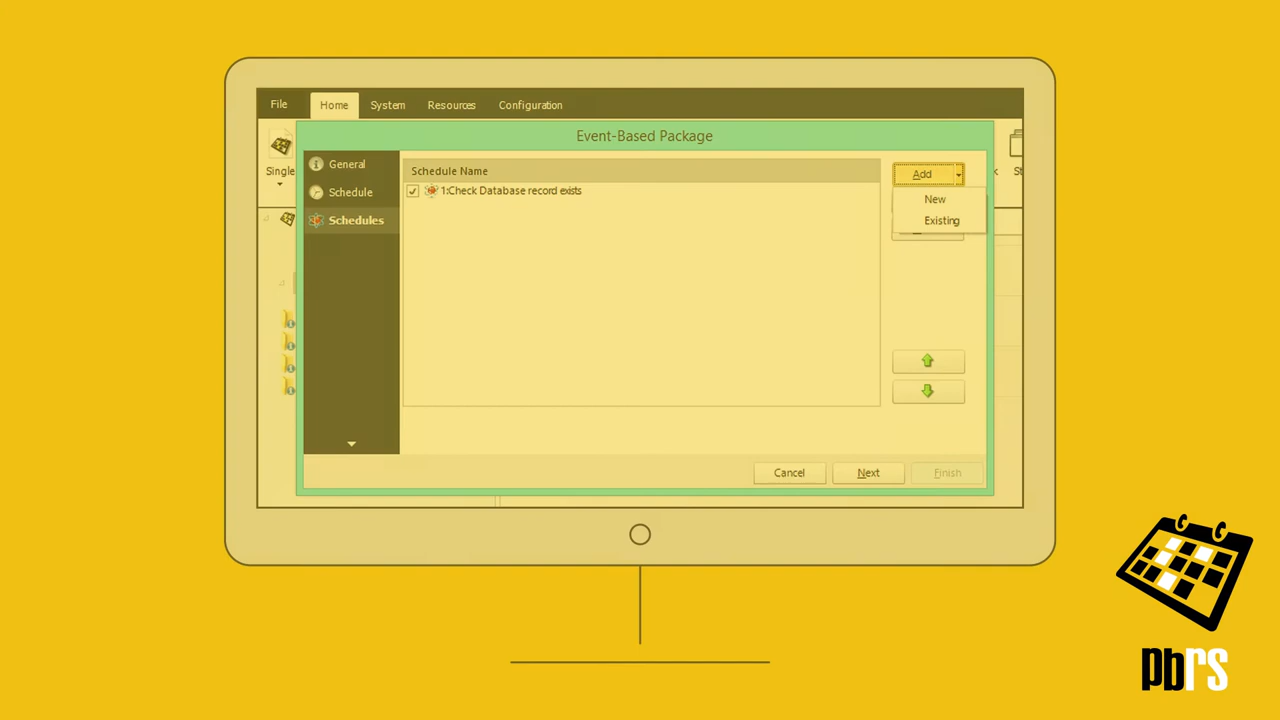 File Home System Resources Configuration
Event-Based Package
Single
General
Schedule
Schedules
Schedule Name
1:Check Database record exists
Add
New
Existing
Cancel Next Finish
pbrs